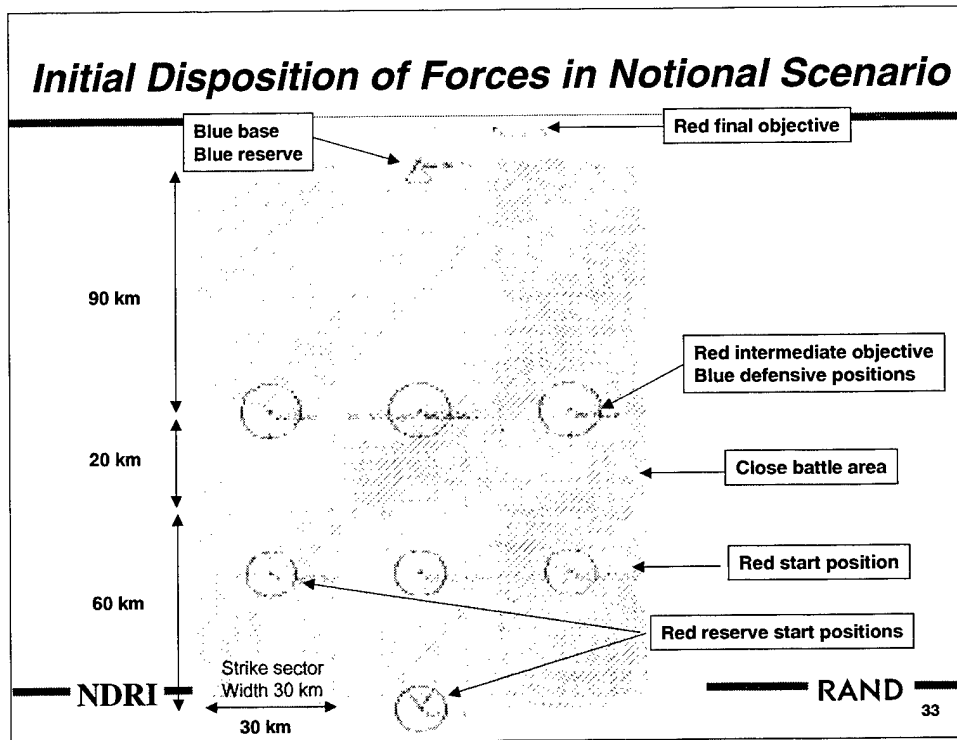 Initial Disposition of Forces in Notional Scenario
Blue base
Blue reserve
Red final objective
90 km
Red intermediate objective
Blue defensive positions
20 km
Close battle area
Red start position
60 km
Red reserve start positions
Strike sector
Width 30 km
NDRI
RAND
30 km
33